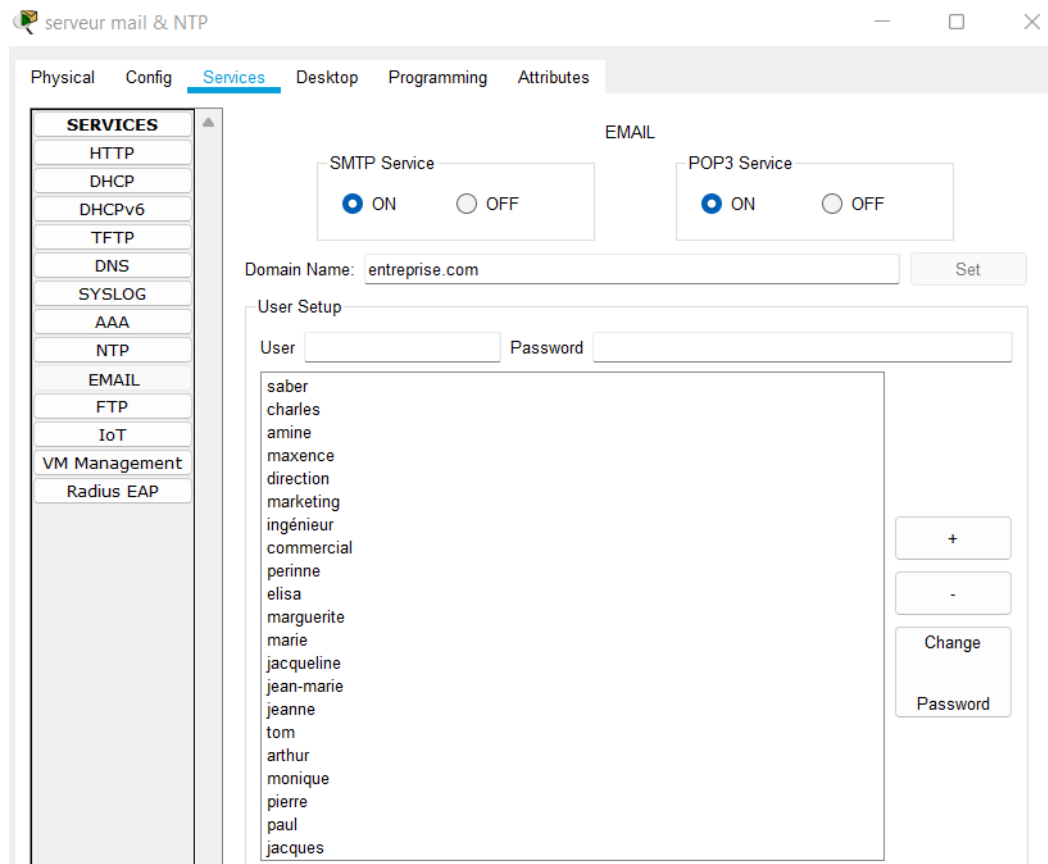 serveur mail & NTP
Physical Config Services Desktop Programming Attributes
SERVICES
HTTP
DHCP
DHCPv6
TFTP
DNS
SYSLOG
AAA
NTP
EMAIL
FTP
IoT
VM Management
Radius EAP
EMAIL
SMTP Service
ON OFF
POP3 Service
ON OFF
Domain Name: entreprise.com Set
User Setup
User Password
saber
charles
amine
maxence
direction
marketing
ingénieur
commercial
perinne
elisa
marguerite
marie
jacqueline
jean-marie
jeanne
tom
arthur
monique
pierre
paul
jacques
+
-
Change
Password